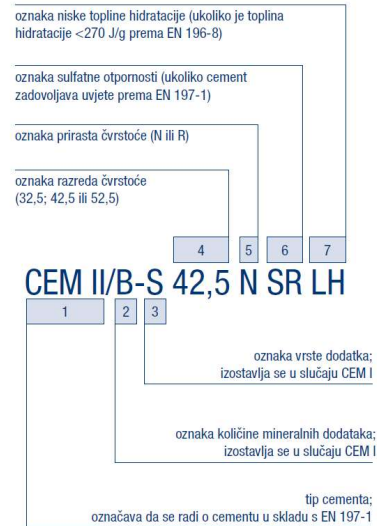 oznaka niske topline hidratacije (ukoliko je toplina
hidratacije <270 J/g prema EN 196-8)
oznaka sulfatne otpornosti (ukoliko cement
zadovoljava uvjete prema EN 197-1)
oznaka prirasta čvrstoće (N ili R)
oznaka razreda čvrstoće
(32,5; 42,5 ili 52,5)
4 5 6 7
CEM II/B-S 42,5 N SR LH
1 2 3
oznaka vrste dodatka;
izostavlja se u slučaju CEM I
oznaka količine mineralnih dodataka;
izostavlja se u slučaju CEM I
tip cementa;
označava da se radi o cementu u skladu s EN 197-1